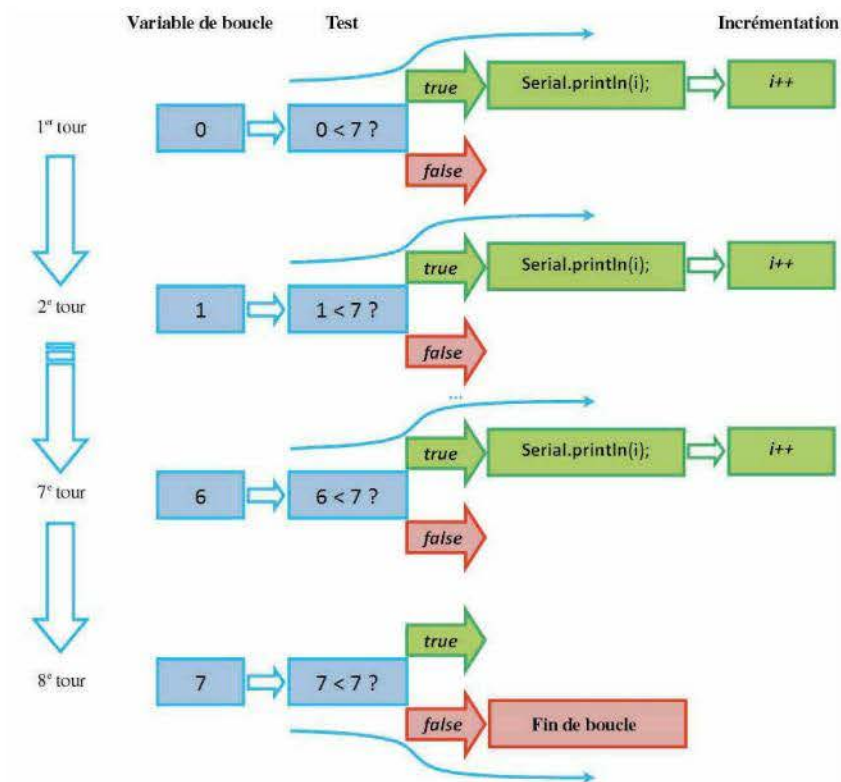 Variable de boucle Test Incrémentation
true Serial.println(i); i++
1er tour 0 0 < 7 ?
false
true Serial.println(i); i++
2e tour 1 1 < 7 ?
false
...
true Serial.println(i); i++
7e tour 6 6 < 7 ?
false
true
8e tour 7 7 < 7 ?
false Fin de boucle